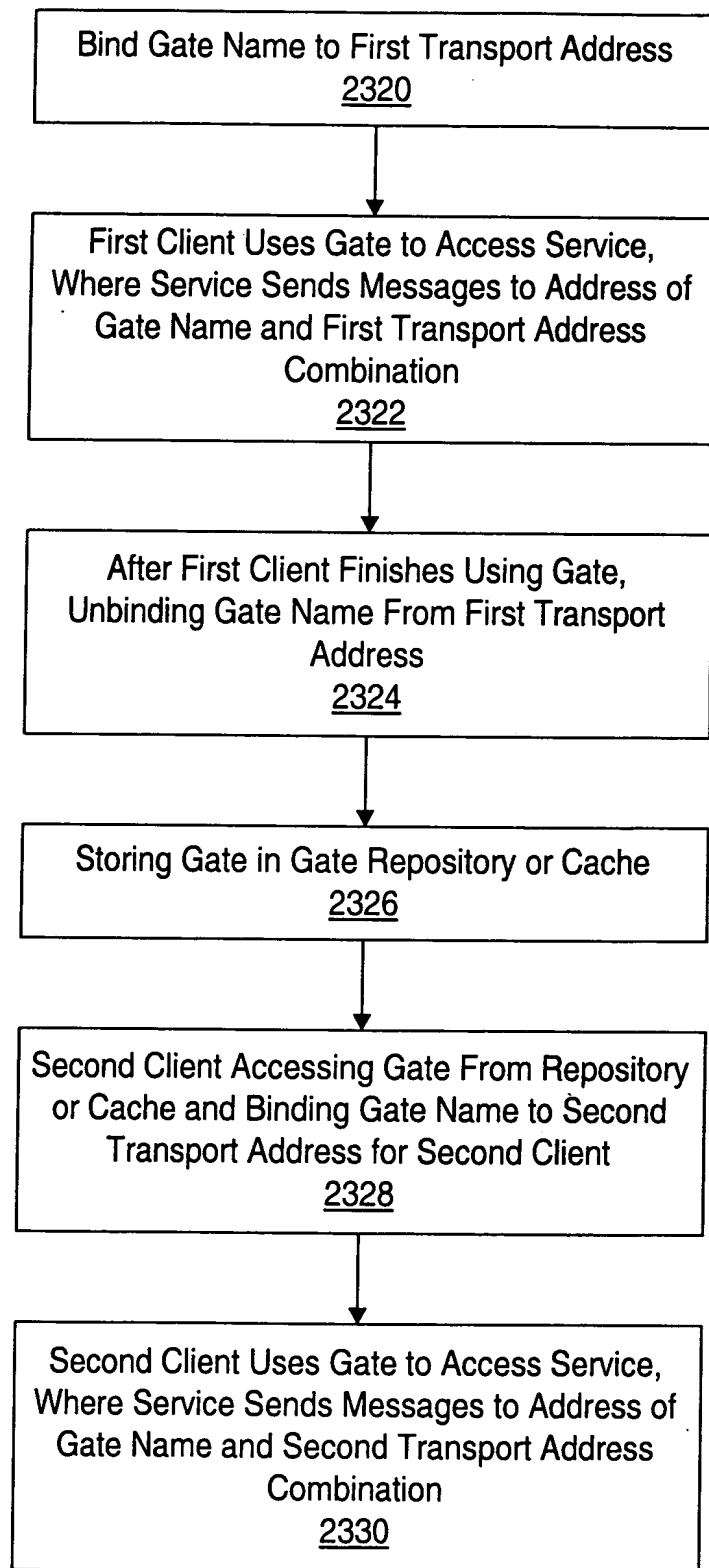 Bind Gate Name to First Transport Address
2320
First Client Uses Gate to Access Service,
Where Service Sends Messages to Address of
Gate Name and First Transport Address
Combination
2322
After First Client Finishes Using Gate,
Unbinding Gate Name From First Transport
Address
2324
Storing Gate in Gate Repository or Cache
2326
Second Client Accessing Gate From Repository
or Cache and Binding Gate Name to Second
Transport Address for Second Client
2328
Second Client Uses Gate to Access Service,
Where Service Sends Messages to Address of
Gate Name and Second Transport Address
Combination
2330